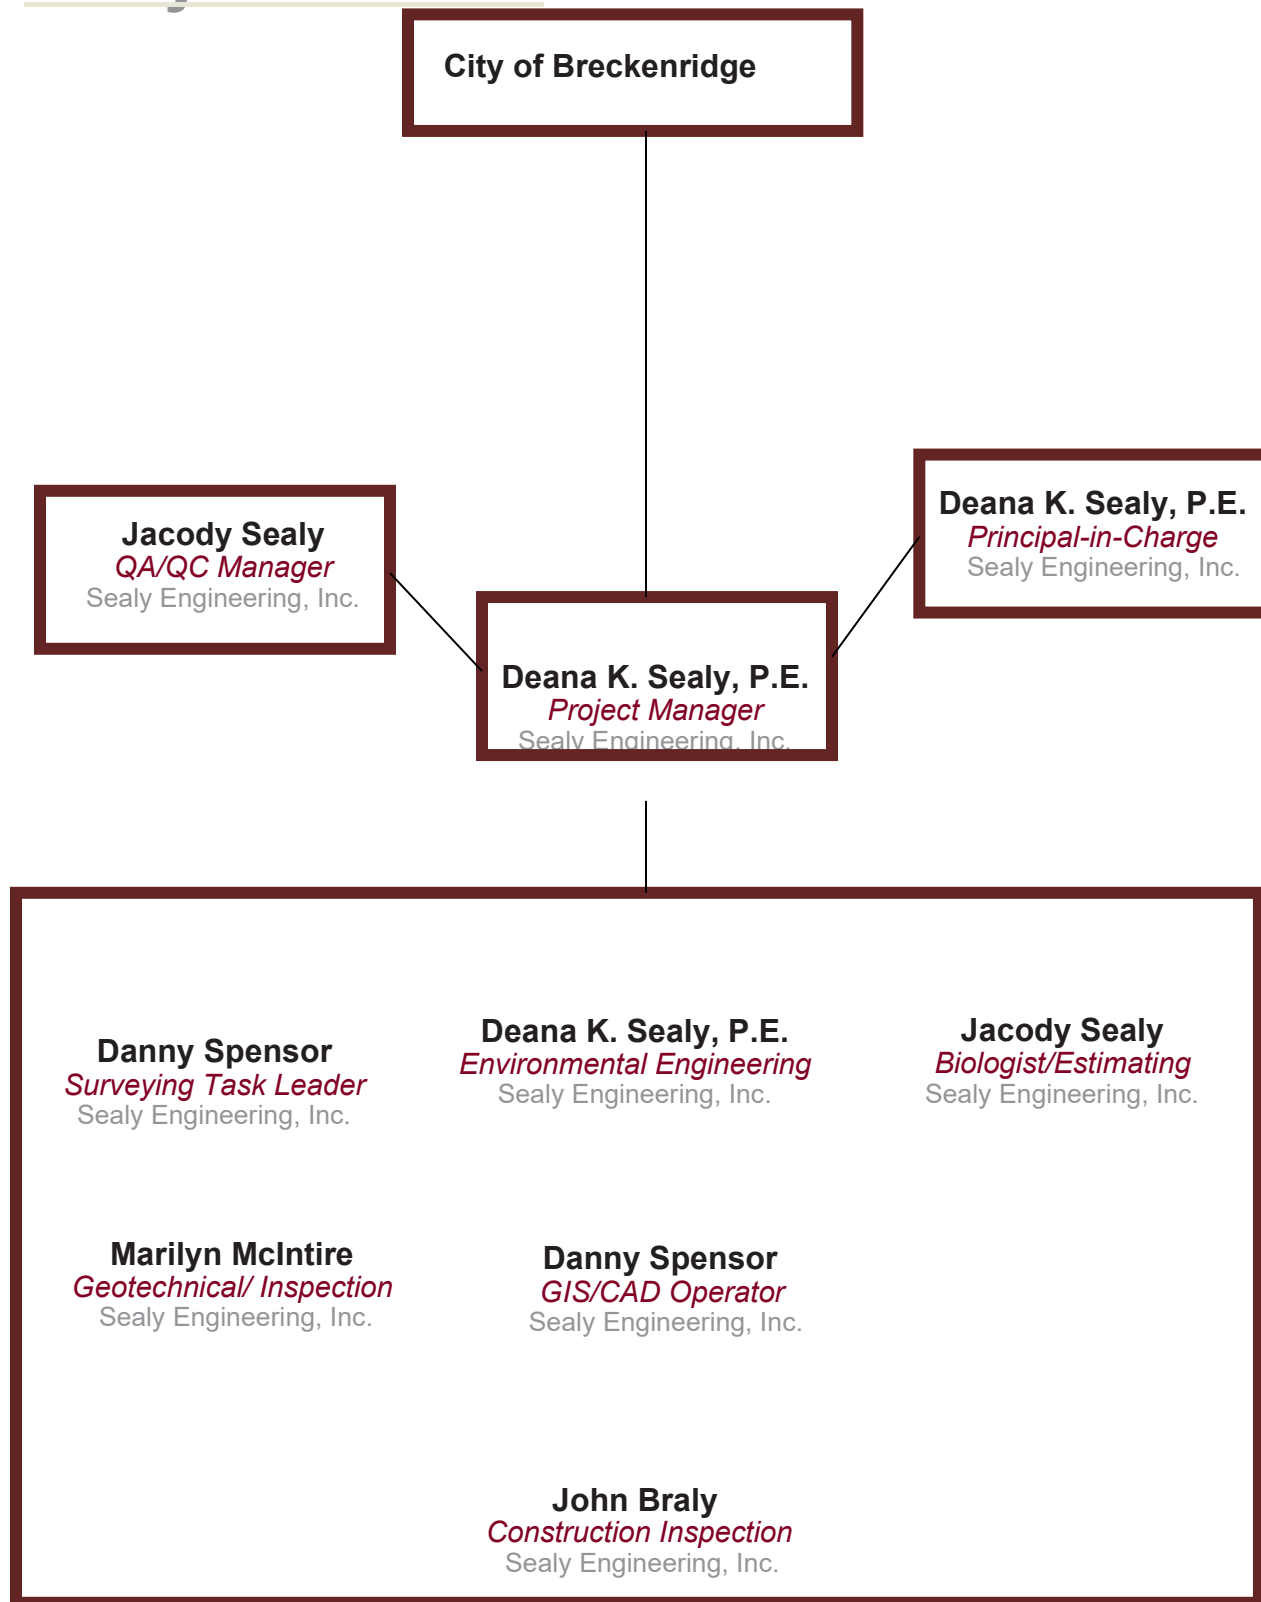 City of Breckenridge
Jacody Sealy
QA/QC Manager
Sealy Engineering, Inc.
Deana K. Sealy, P.E.
Principal-in-Charge
Sealy Engineering, Inc.
Deana K. Sealy, P.E.
Project Manager
Sealy Engineering, Inc.
Danny Spensor
Surveying Task Leader
Sealy Engineering, Inc.
Deana K. Sealy, P.E.
Environmental Engineering
Sealy Engineering, Inc.
Jacody Sealy
Biologist/Estimating
Sealy Engineering, Inc.
Marilyn McIntire
Geotechnical/ Inspection
Sealy Engineering, Inc.
Danny Spensor
GIS/CAD Operator
Sealy Engineering, Inc.
John Braly
Construction Inspection
Sealy Engineering, Inc.